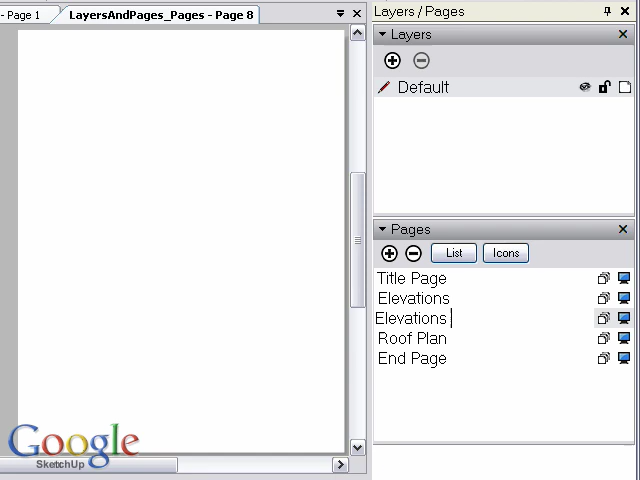 - Page 1
LayersAndPages_Pages - Page 8
Layers / Pages
Layers
Default
Pages
List
Icons
Title Page
Elevations
Elevations
Roof Plan
End Page
Google
SketchUp